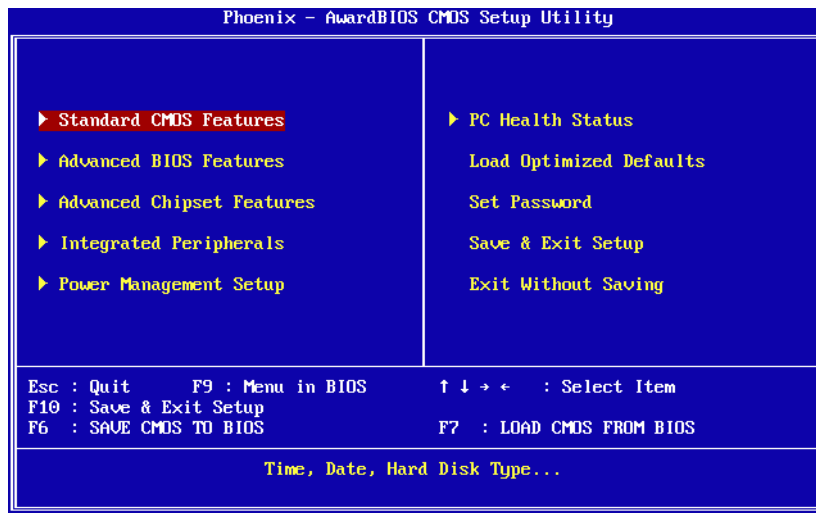 Phoenix - AwardBIOS CMOS Setup Utility
Standard CMOS Features
Advanced BIOS Features
Advanced Chipset Features
Integrated Peripherals
Power Management Setup
PC Health Status
Load Optimized Defaults
Set Password
Save & Exit Setup
Exit Without Saving
Esc : Quit F9 : Menu in BIOS ↑ ↓ → ← : Select Item
F10 : Save & Exit Setup
F6 : SAVE CMOS TO BIOS F7 : LOAD CMOS FROM BIOS
Time, Date, Hard Disk Type...